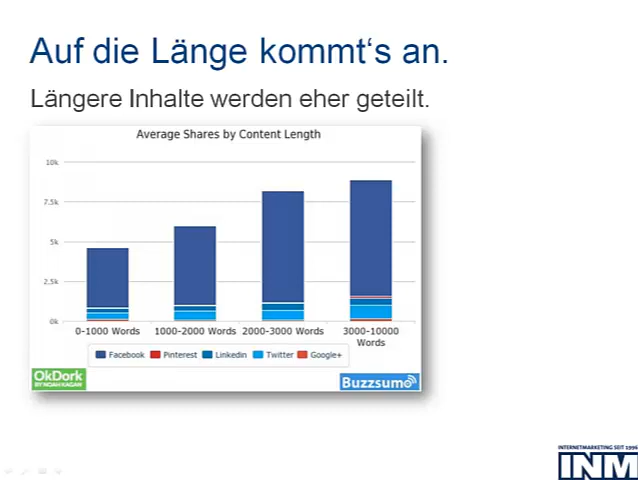 Auf die Länge kommt‘s an.
Längere Inhalte werden eher geteilt.
Average Shares by Content Length
10k
7.5k
5k
2.5k
0k
0-1000 Words
1000-2000 Words
2000-3000 Words
3000-10000 Words
Facebook
Pinterest
Linkedin
Twitter
Google+
OkDork
BY NOAH KAGAN
Buzzsumo
INTERNETMARKETING SEIT 1996
INM